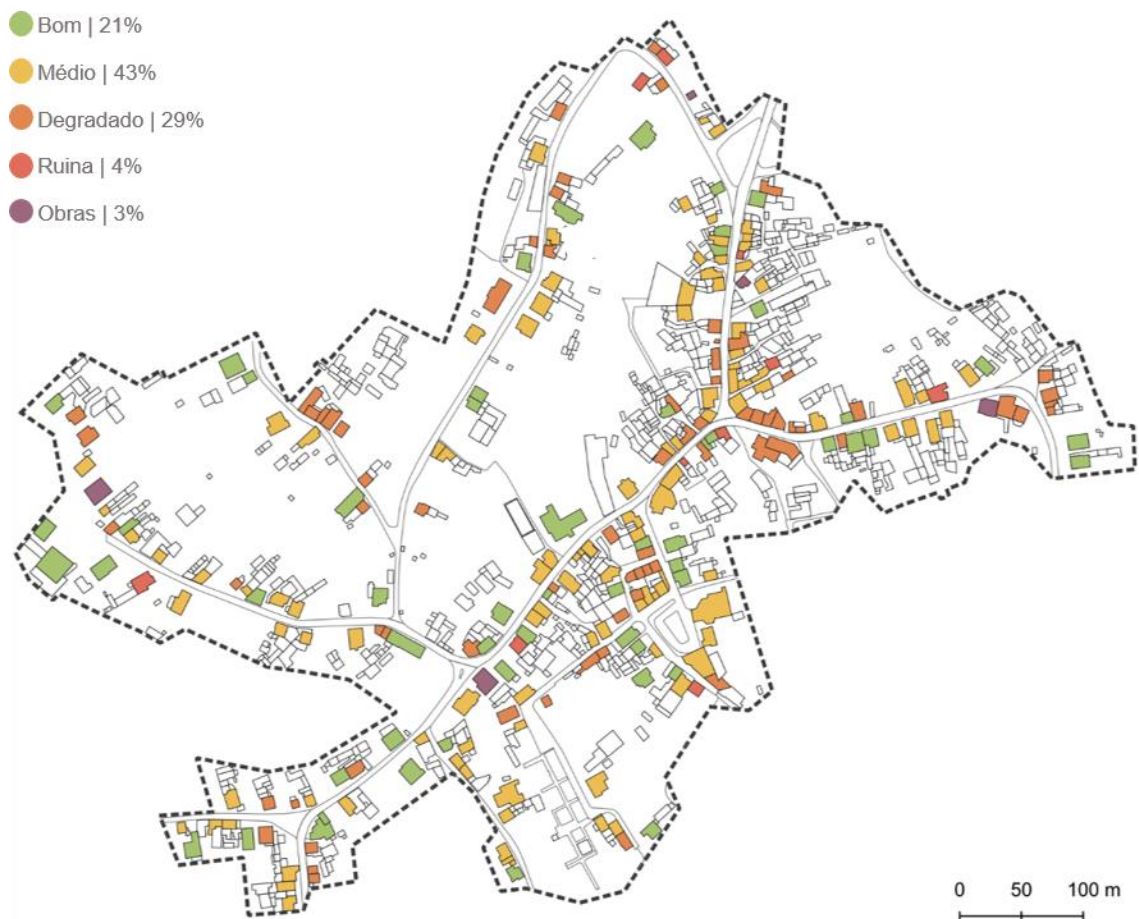 Bom | 21%
Médio | 43%
Degradado | 29%
Ruina | 4%
Obras | 3%
0 50 100 m